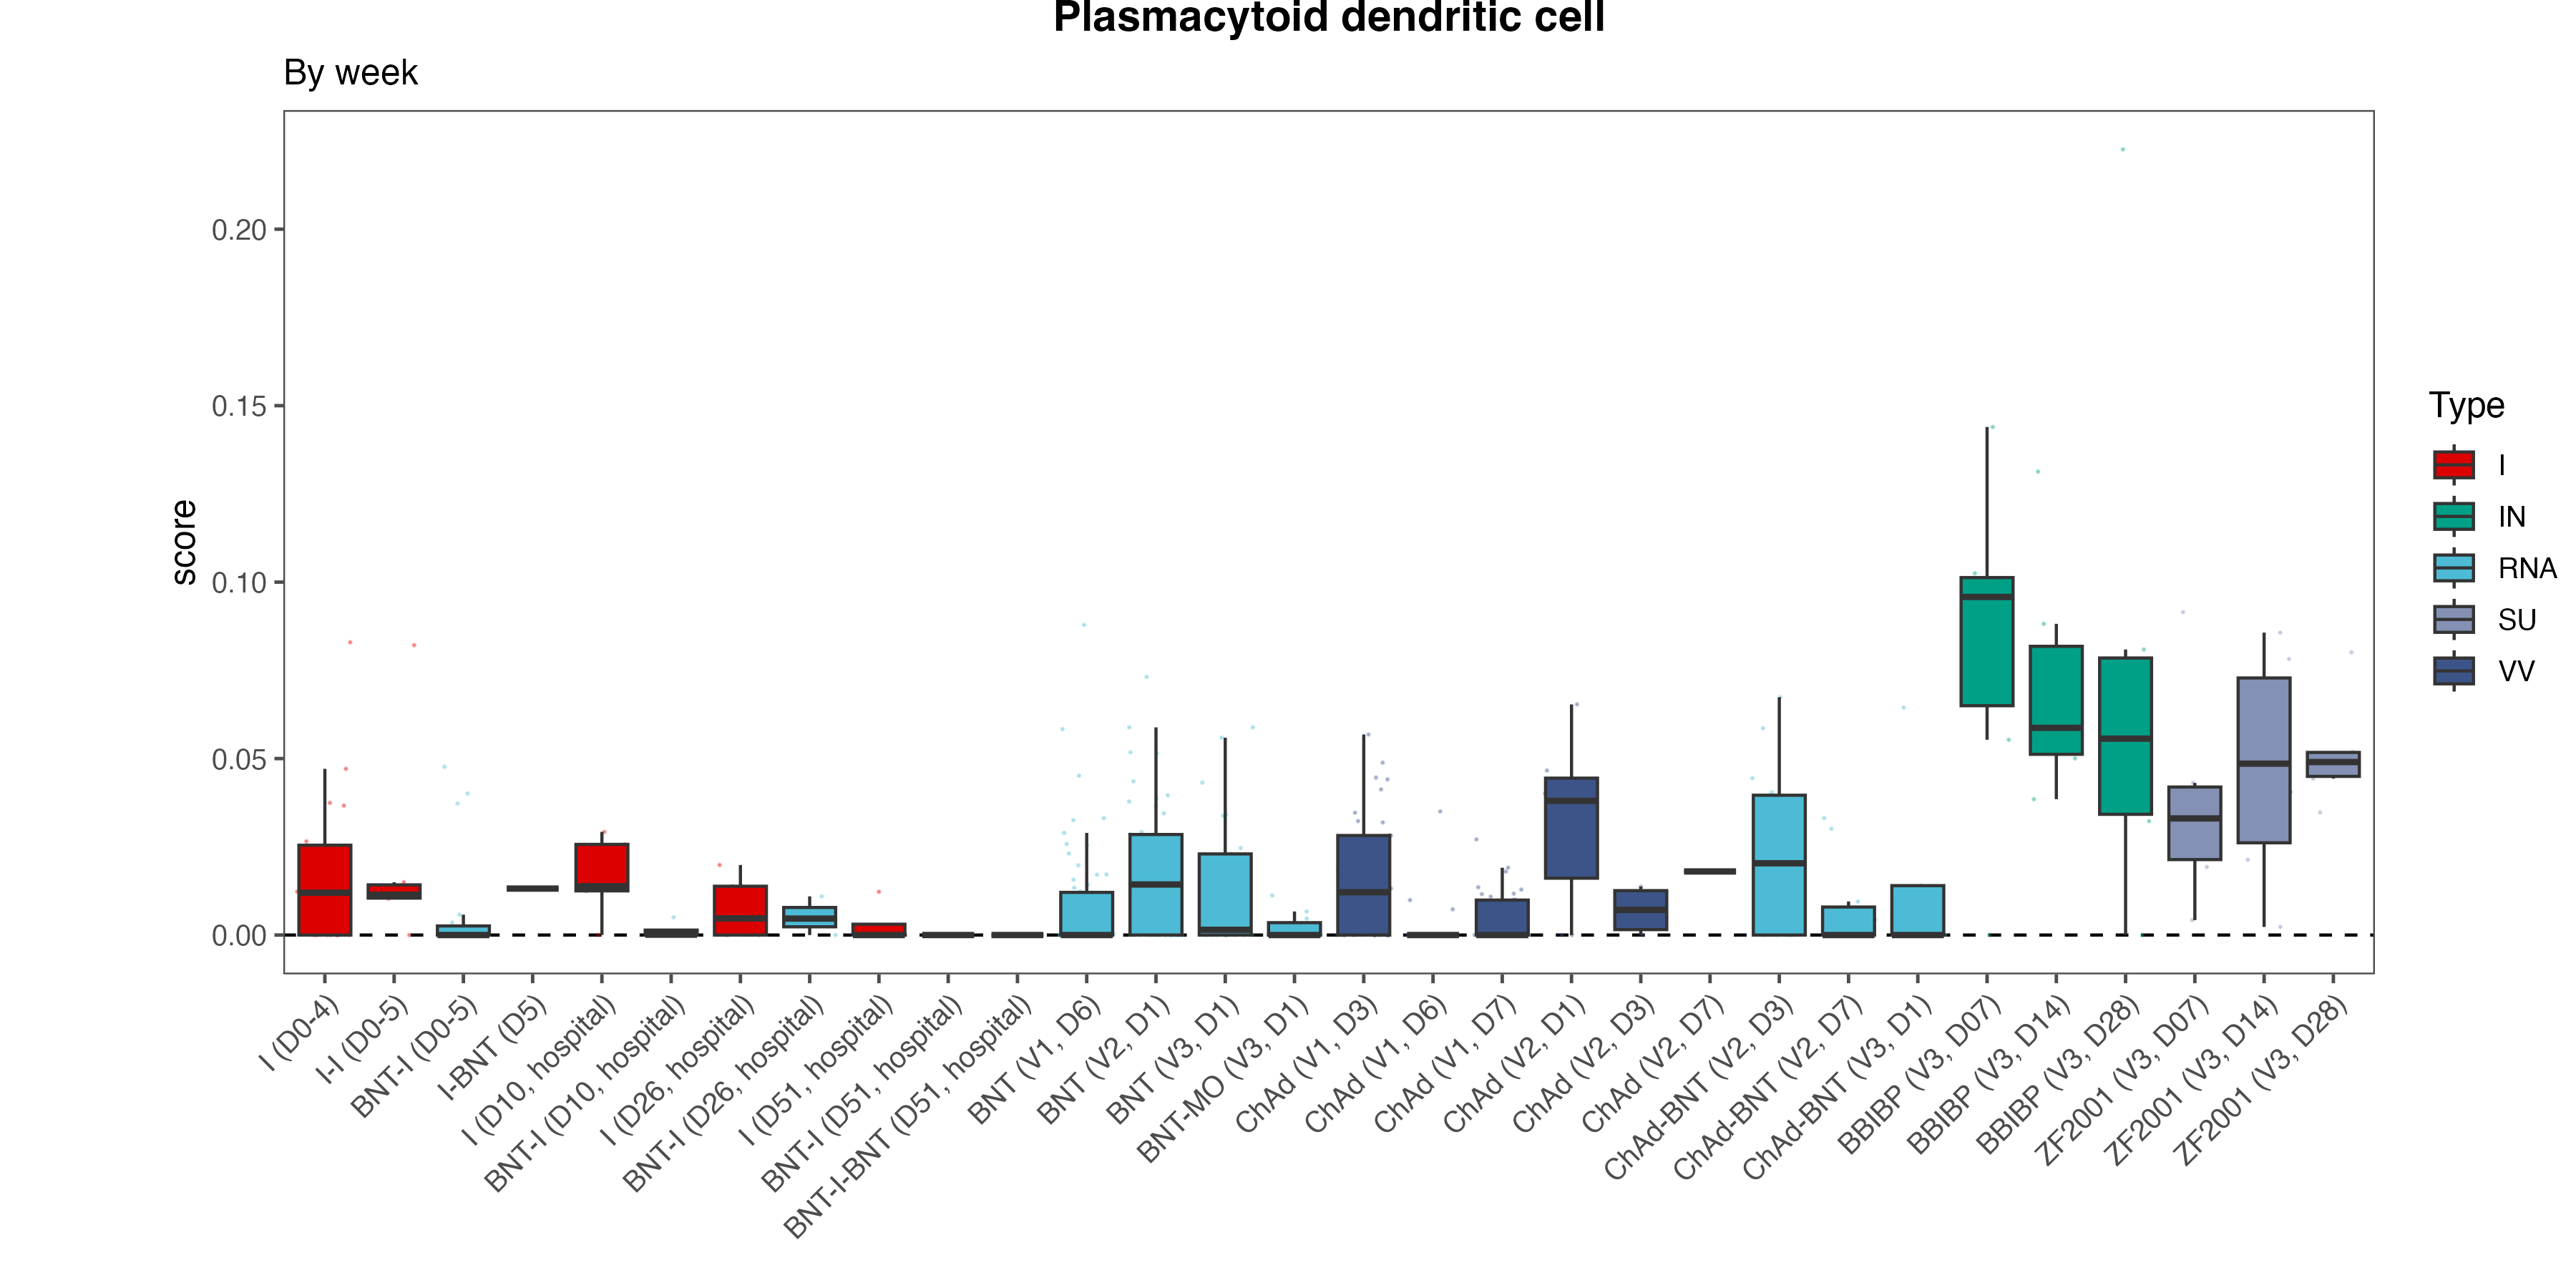 Plasmacytoid dendritic cell
By week
score
0.20
0.15
0.10
0.05
0.00
I (D0-4)
I-I (D0-5)
BNT-I (D0-5)
I-BNT (D5)
I (D10, hospital)
BNT-I (D10, hospital)
I (D26, hospital)
BNT-I (D26, hospital)
I (D51, hospital)
BNT-I (D51, hospital)
BNT-I-BNT (D51, hospital)
BNT (V1, D6)
BNT (V2, D1)
BNT (V3, D1)
BNT-MO (V3, D1)
ChAd (V1, D3)
ChAd (V1, D6)
ChAd (V1, D7)
ChAd (V2, D1)
ChAd (V2, D3)
ChAd (V2, D7)
ChAd-BNT (V2, D3)
ChAd-BNT (V2, D7)
ChAd-BNT (V3, D1)
BBIBP (V3, D07)
BBIBP (V3, D14)
BBIBP (V3, D28)
ZF2001 (V3, D07)
ZF2001 (V3, D14)
ZF2001 (V3, D28)
Type
I
IN
RNA
SU
VV